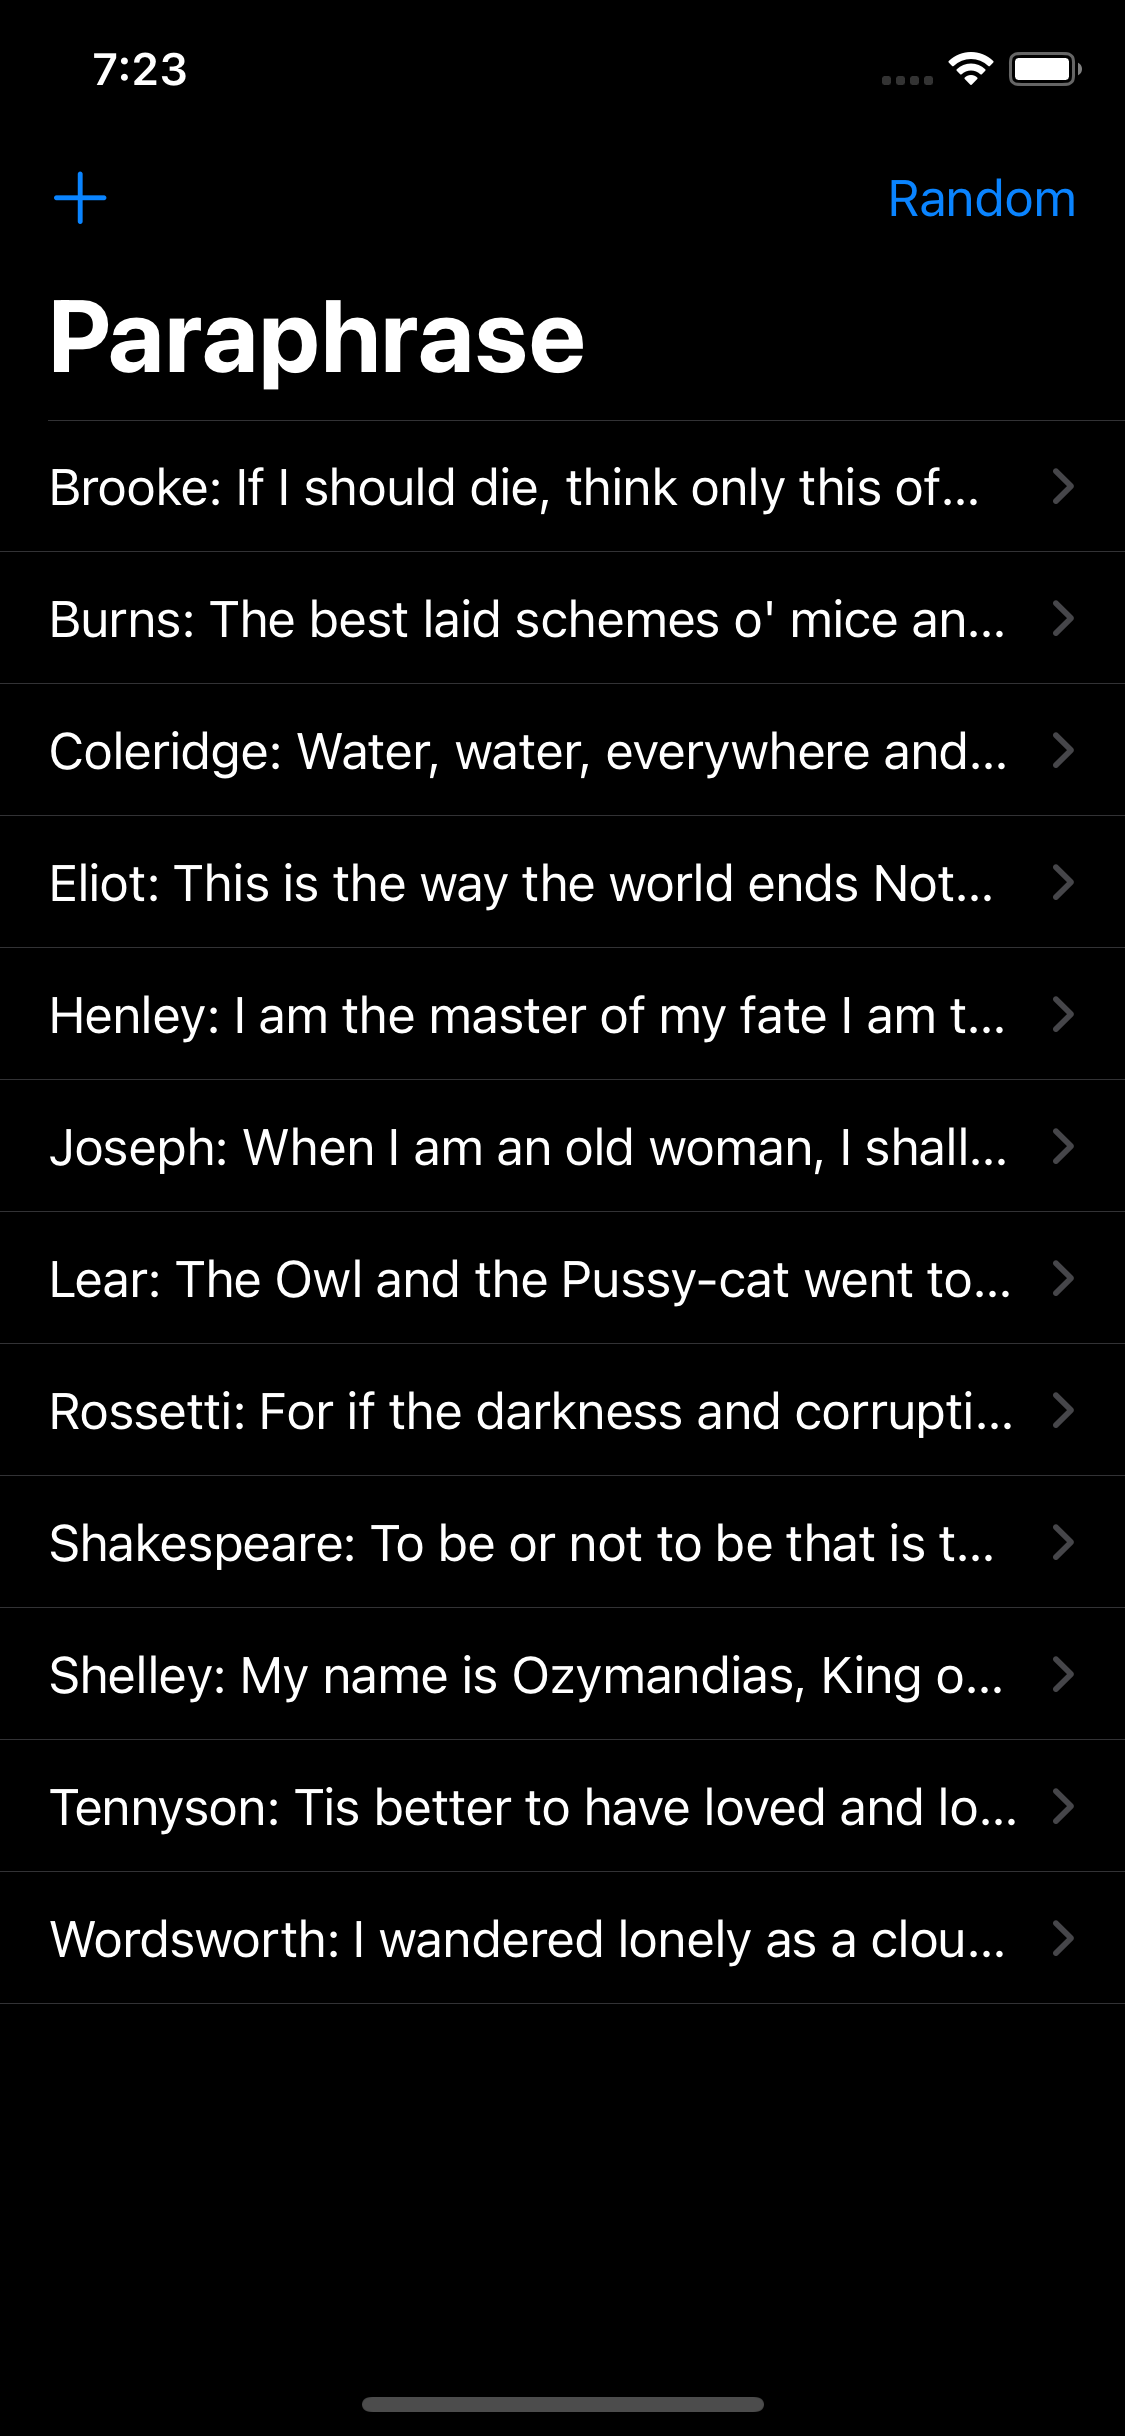 7:23
Random
Paraphrase
Brooke: If I should die, think only this of...
Burns: The best laid schemes o' mice an...
Coleridge: Water, water, everywhere and...
Eliot: This is the way the world ends Not...
Henley: I am the master of my fate I am t...
Joseph: When I am an old woman, I shall...
Lear: The Owl and the Pussy-cat went to...
Rossetti: For if the darkness and corrupti...
Shakespeare: To be or not to be that is t...
Shelley: My name is Ozymandias, King o...
Tennyson: Tis better to have loved and lo...
Wordsworth: I wandered lonely as a clou...